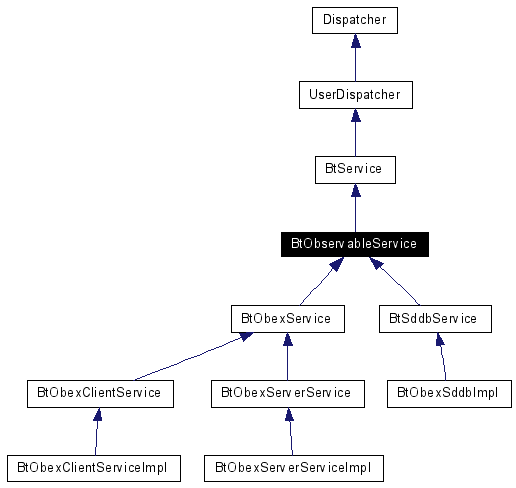 Dispatcher
UserDispatcher
BtService
BtObservableService
BtObexService
BtSddbService
BtObexClientService
BtObexServerService
BtObexSddbImpl
BtObexClientServiceImpl
BtObexServerServiceImpl